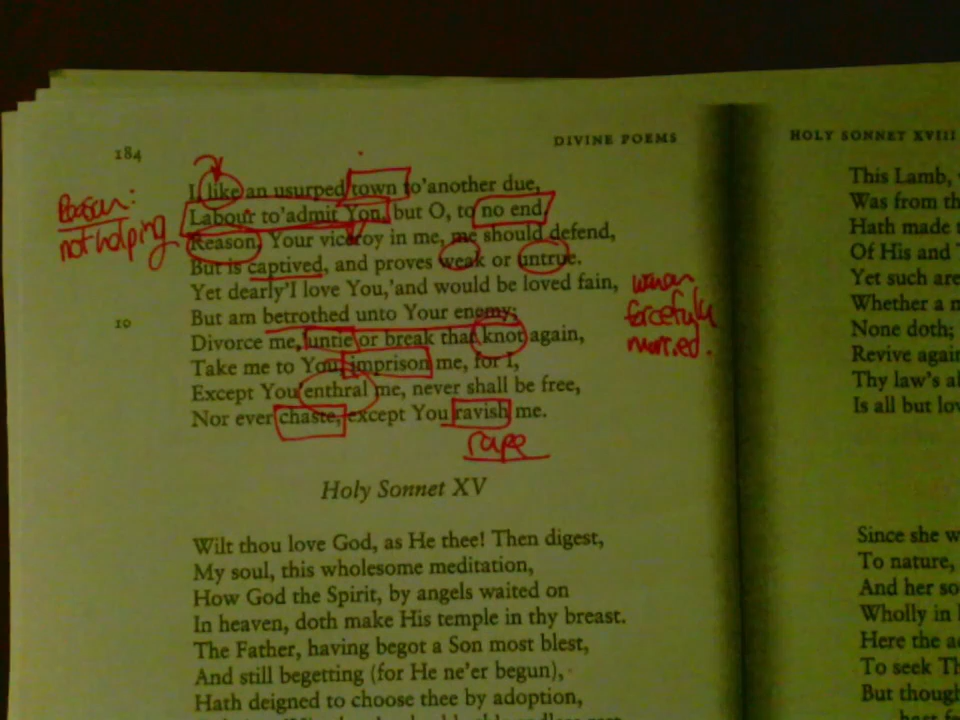 184
DIVINE POEMS
I like an usurped town to'another due,
Labour to'admit You, but O, to no end,
Reason, Your viceroy in me, me should defend,
But is captived, and proves weak or untrue.
Yet dearly'I love You,'and would be loved fain,
10
But am betrothed unto Your enemy;
Divorce me, untie or break that knot again,
Take me to You, imprison me, for I,
Except You'enthral me, never shall be free,
Nor ever chaste, except You ravish me.
Reason:
not helping
woman
forcefully
married.
rape
Holy Sonnet XV
Wilt thou love God, as He thee! Then digest,
My soul, this wholesome meditation,
How God the Spirit, by angels waited on
In heaven, doth make His temple in thy breast.
The Father, having begot a Son most blest,
And still begetting (for He ne'er begun),
Hath deigned to choose thee by adoption,
HOLY SONNET XVIII
This Lamb,
Was from th
Hath made
Of His and
Yet such are
Whether a
None doth;
Revive again
Thy law's a
Is all but lov
Since she w
To nature,
And her so
Wholly in
Here the a
To seek Th
But though